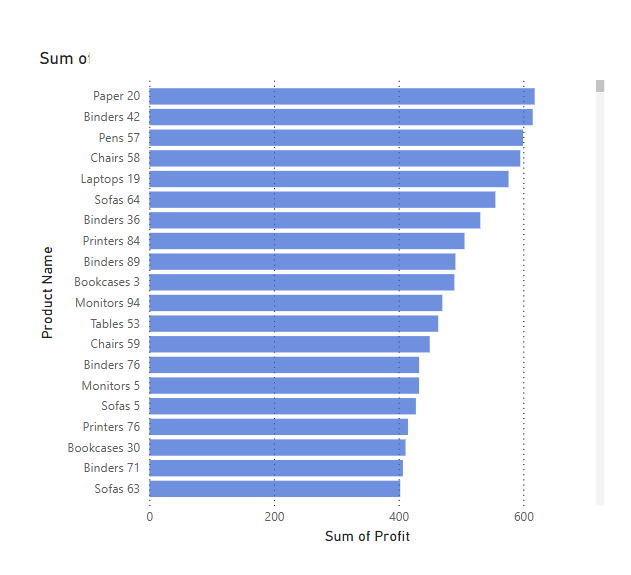 Sum of
Product Name
Paper 20
Binders 42
Pens 57
Chairs 58
Laptops 19
Sofas 64
Binders 36
Printers 84
Binders 89
Bookcases 3
Monitors 94
Tables 53
Chairs 59
Binders 76
Monitors 5
Sofas 5
Printers 76
Bookcases 30
Binders 71
Sofas 63
0 200 400 600
Sum of Profit